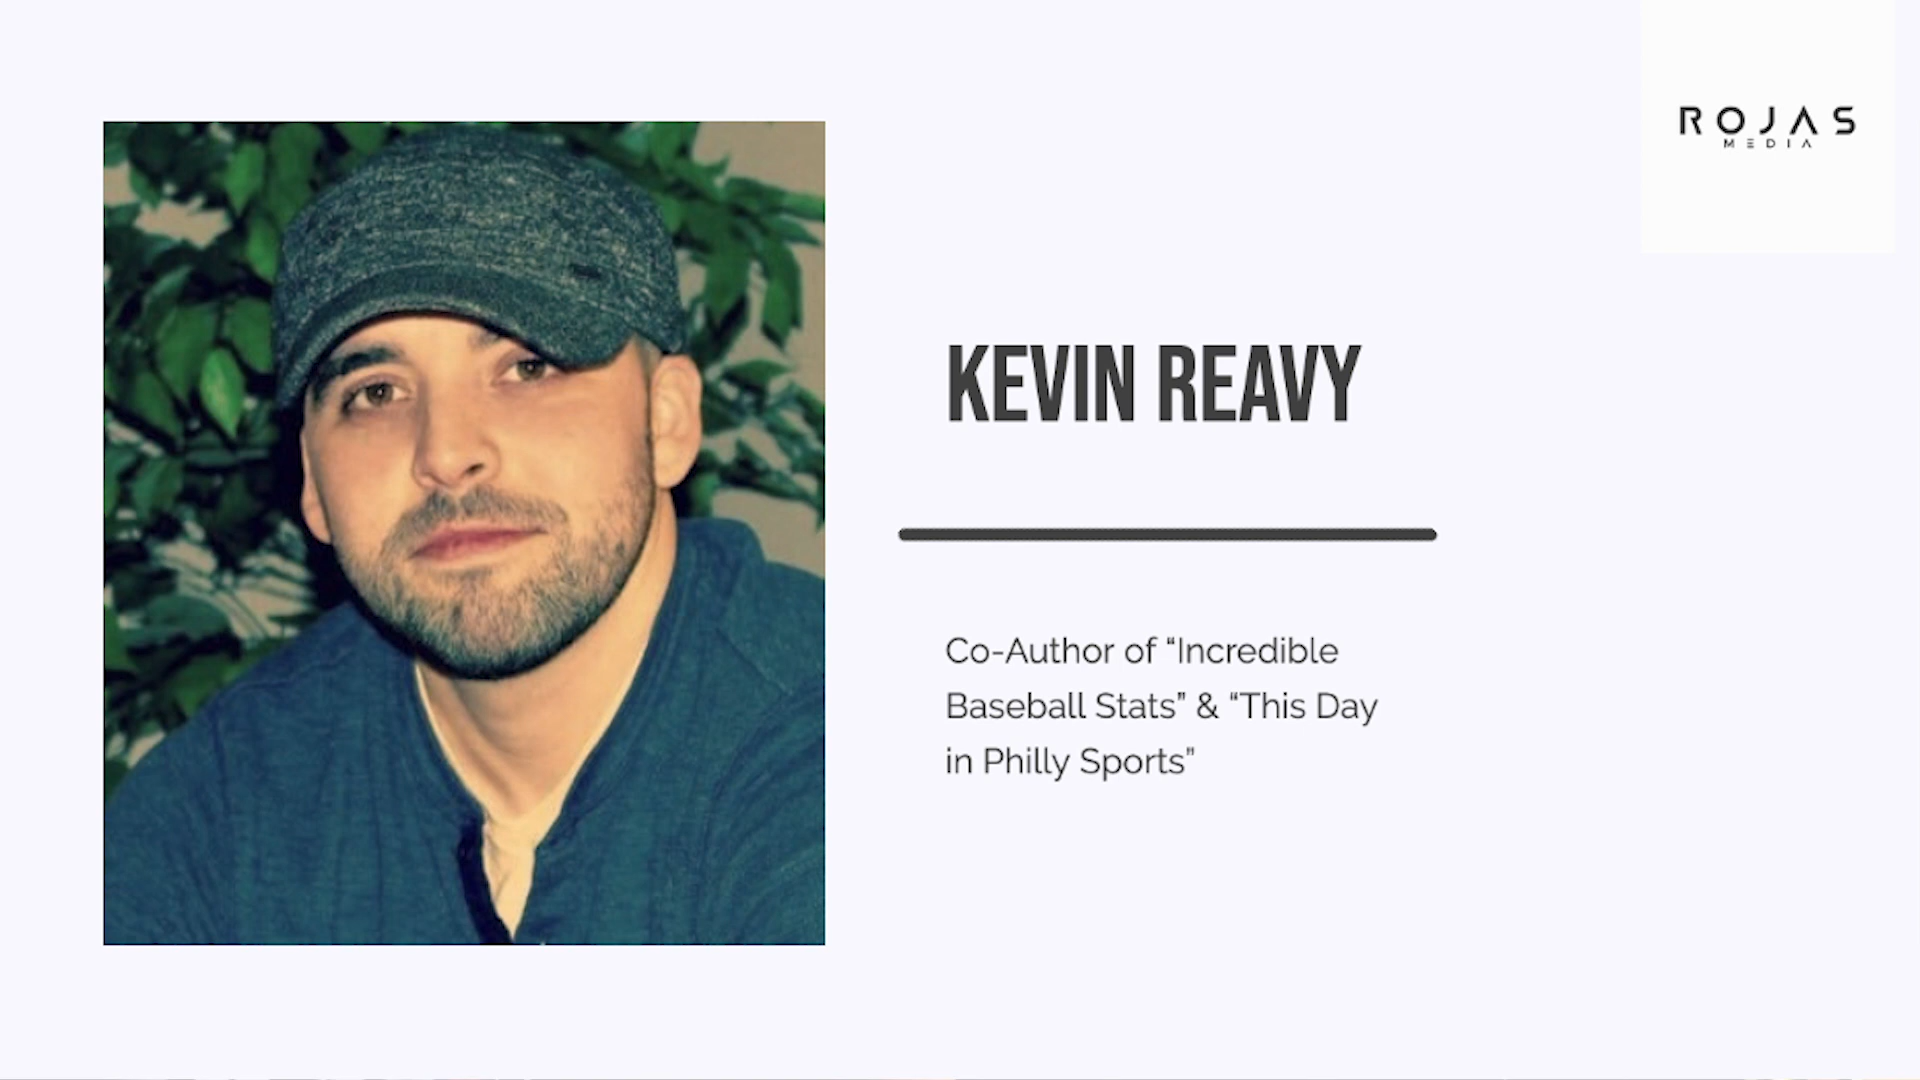 ROJAS
MEDIA
KEVIN REAVY
Co-Author of “Incredible
Baseball Stats” & “This Day
in Philly Sports”